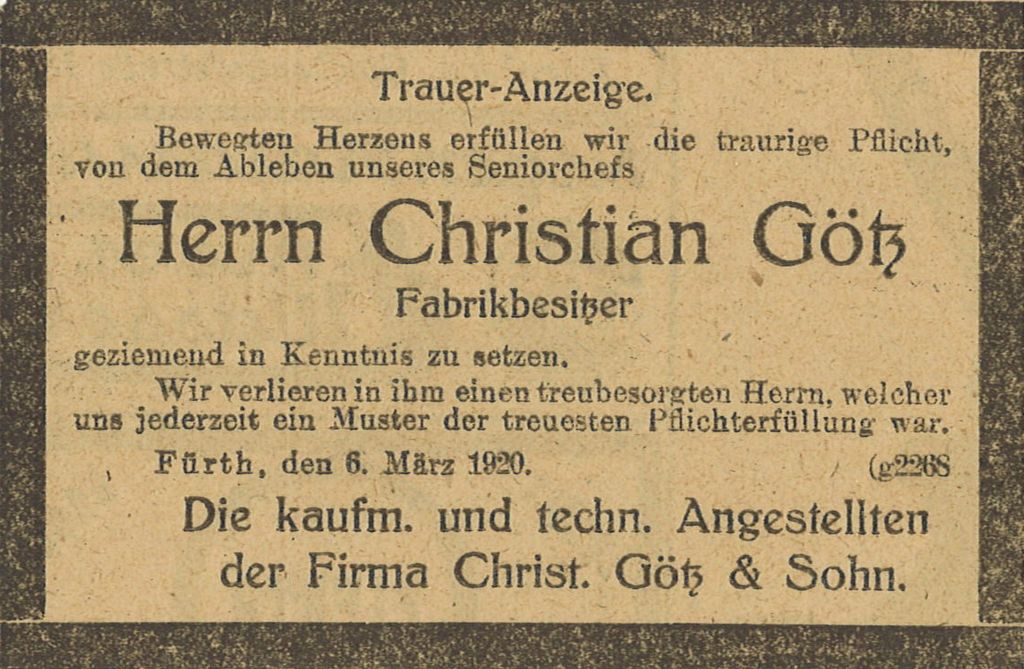 Trauer-Anzeige.
Bewegten Herzens erfüllen wir die traurige Pflicht,
von dem Ableben unseres Seniorchefs
Herrn Christian Götz
Fabrikbesitzer
geziemend in Kenntnis zu setzen.
Wir verlieren in ihm einen treubesorgten Herrn, welcher
uns jederzeit ein Muster der treuesten Pflichterfüllung war.
Fürth, den 6. März 1920. (g2268
Die kaufm. und techn. Angestellten
der Firma Christ. Götz & Sohn.